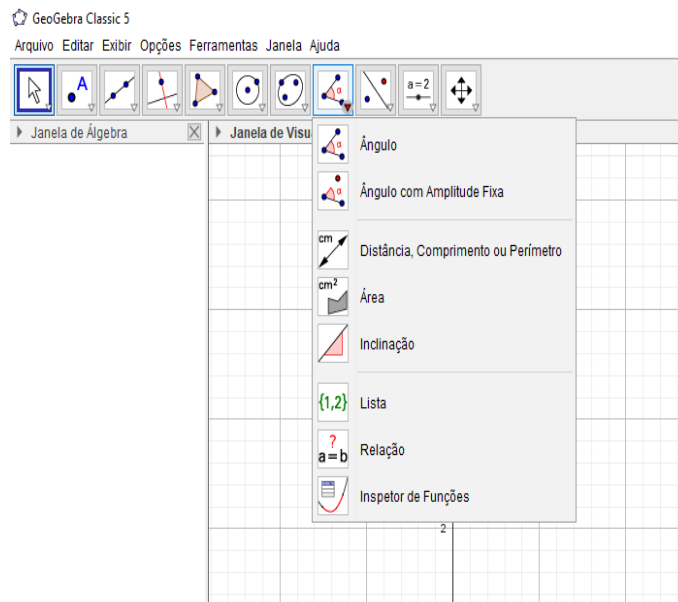 GeoGebra Classic 5
Arquivo Editar Exibir Opções Ferramentas Janela Ajuda
A α a=2
Janela de Álgebra Janela de Visu
α Ângulo
α Ângulo com Amplitude Fixa
cm Distância, Comprimento ou Perímetro
cm² Área
Inclinação
{1,2} Lista
? a=b Relação
Inspetor de Funções
2